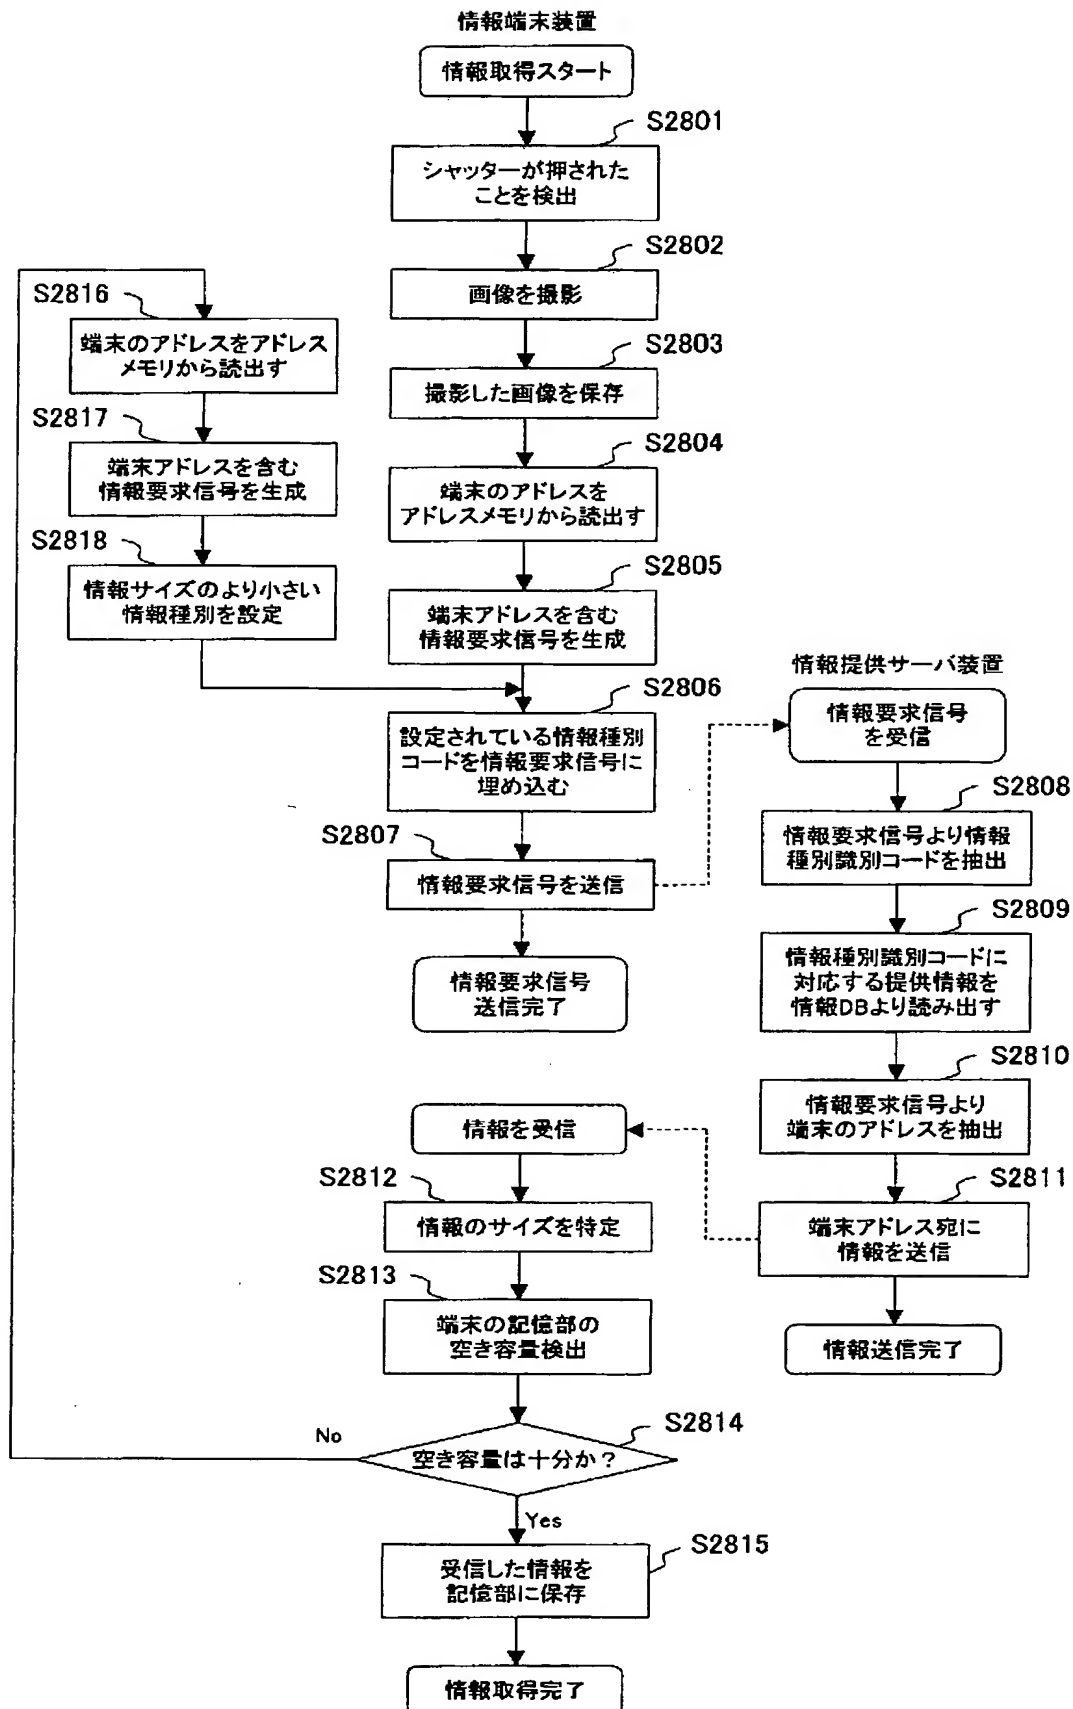 情報端末装置
情報取得スタート
S2801
シャッターが押された
ことを検出
S2802
画像を撮影
S2803
撮影した画像を保存
S2804
端末のアドレスを
アドレスメモリから読出す
S2805
端末アドレスを含む
情報要求信号を生成
S2816
端末のアドレスをアドレス
メモリから読出す
S2817
端末アドレスを含む
情報要求信号を生成
S2818
情報サイズのより小さい
情報種別を設定
S2806
設定されている情報種別
コードを情報要求信号に
埋め込む
S2807
情報要求信号を送信
情報要求信号
送信完了
情報提供サーバ装置
情報要求信号
を受信
S2808
情報要求信号より情報
種別識別コードを抽出
S2809
情報種別識別コードに
対応する提供情報を
情報DBより読み出す
S2810
情報要求信号より
端末のアドレスを抽出
S2811
端末アドレス宛に
情報を送信
情報送信完了
情報を受信
S2812
情報のサイズを特定
S2813
端末の記憶部の
空き容量検出
S2814
空き容量は十分か?
No
Yes
S2815
受信した情報を
記憶部に保存
情報取得完了